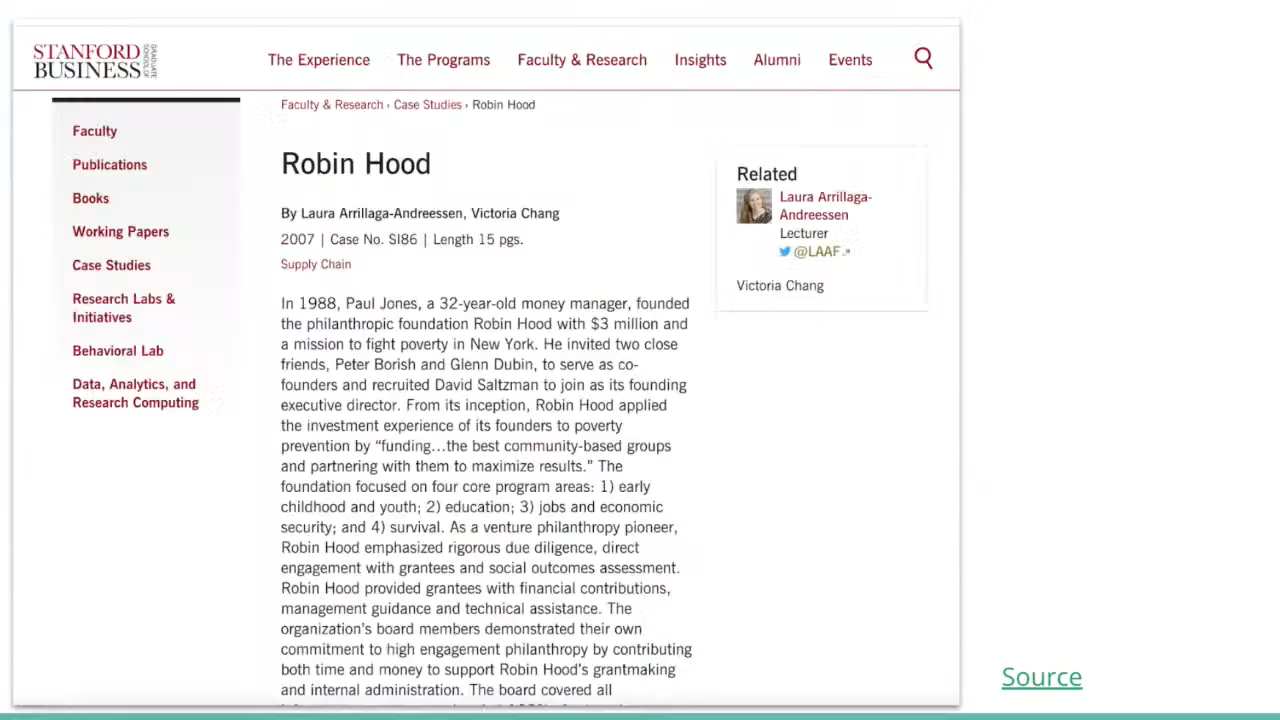 STANFORD
BUSINESS
GRADUATE
SCHOOL OF
The Experience
The Programs
Faculty & Research
Insights
Alumni
Events
Faculty & Research › Case Studies › Robin Hood
Faculty
Publications
Books
Working Papers
Case Studies
Research Labs &
Initiatives
Behavioral Lab
Data, Analytics, and
Research Computing
Robin Hood
By Laura Arrillaga-Andreessen, Victoria Chang
2007 | Case No. SI86 | Length 15 pgs.
Supply Chain
In 1988, Paul Jones, a 32-year-old money manager, founded
the philanthropic foundation Robin Hood with $3 million and
a mission to fight poverty in New York. He invited two close
friends, Peter Borish and Glenn Dubin, to serve as co-
founders and recruited David Saltzman to join as its founding
executive director. From its inception, Robin Hood applied
the investment experience of its founders to poverty
prevention by “funding…the best community-based groups
and partnering with them to maximize results.” The
foundation focused on four core program areas: 1) early
childhood and youth; 2) education; 3) jobs and economic
security; and 4) survival. As a venture philanthropy pioneer,
Robin Hood emphasized rigorous due diligence, direct
engagement with grantees and social outcomes assessment.
Robin Hood provided grantees with financial contributions,
management guidance and technical assistance. The
organization’s board members demonstrated their own
commitment to high engagement philanthropy by contributing
both time and money to support Robin Hood’s grantmaking
and internal administration. The board covered all
Related
Laura Arrillaga-
Andreessen
Lecturer
@LAAF
Victoria Chang
Source